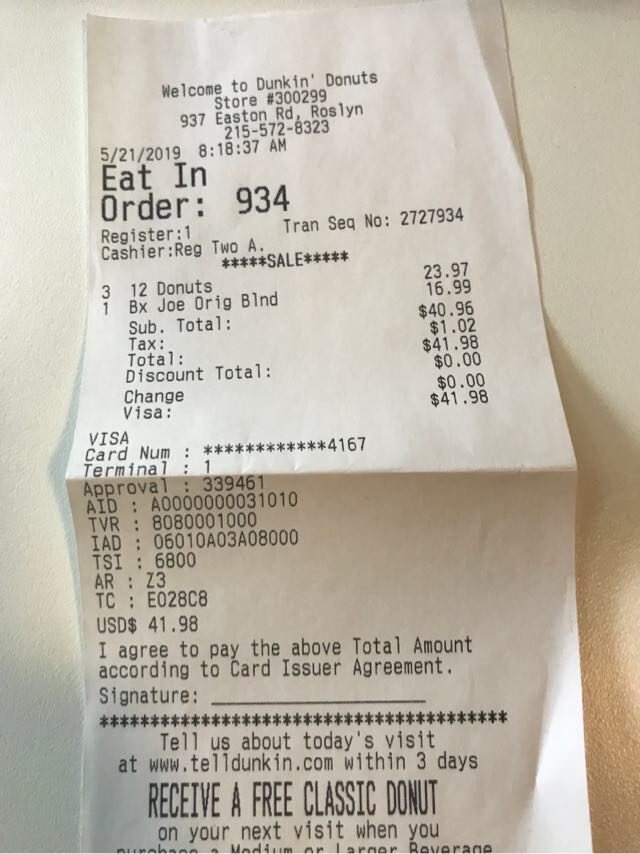 Welcome to Dunkin' Donuts
Store #300299
937 Easton Rd, Roslyn
215-572-8323
5/21/2019 8:18:37 AM
Eat In
Order: 934
Register:1 Tran Seq No: 2727934
Cashier:Reg Two A.
*****SALE*****
3 12 Donuts 23.97
1 Bx Joe Orig Blnd 16.99
Sub. Total: $40.96
Tax: $1.02
Total: $41.98
Discount Total: $0.00
Change $0.00
Visa: $41.98
VISA
Card Num : ************4167
Terminal : 1
Approval : 339461
AID : A0000000031010
TVR : 8080001000
IAD : 06010A03A08000
TSI : 6800
AR : Z3
TC : E028C8
USD$ 41.98
I agree to pay the above Total Amount
according to Card Issuer Agreement.
Signature: ____________________
****************************************
Tell us about today's visit
at www.telldunkin.com within 3 days
RECEIVE A FREE CLASSIC DONUT
on your next visit when you
purchase a Medium or Larger Beverage